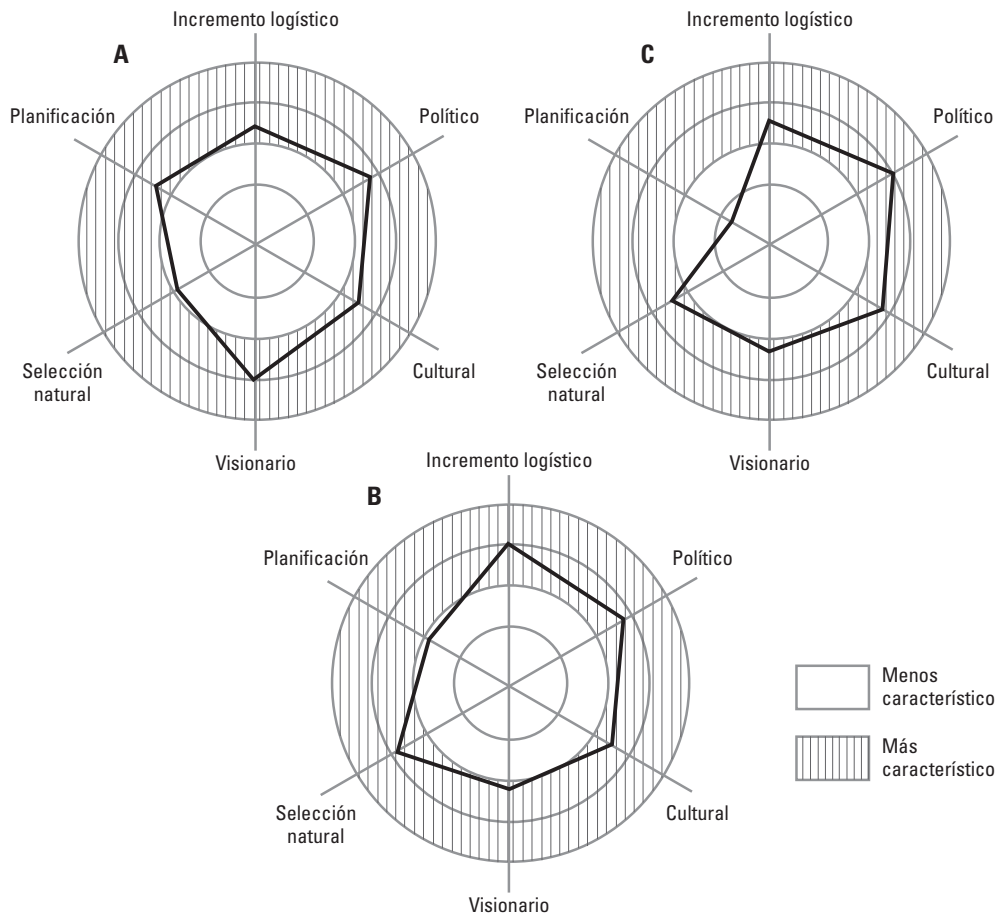 Incremento logístico
A
Planificación
Político
Selección
natural
Cultural
Visionario
Incremento logístico
C
Planificación
Político
Selección
natural
Cultural
Visionario
Incremento logístico
B
Planificación
Político
Selección
natural
Cultural
Visionario
Menos
característico
Más
característico